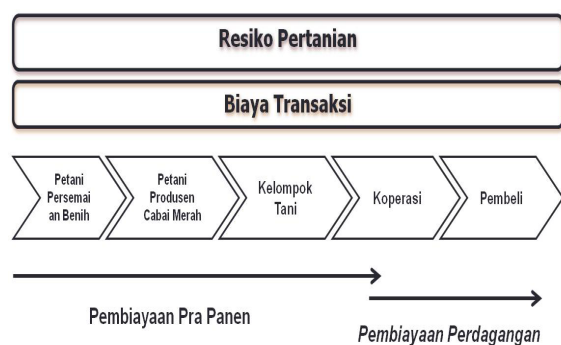 Resiko Pertanian
Biaya Transaksi
Petani
Persemai
an Benih
Petani
Produsen
Cabai Merah
Kelompok
Tani
Koperasi
Pembeli
Pembiayaan Pra Panen
Pembiayaan Perdagangan